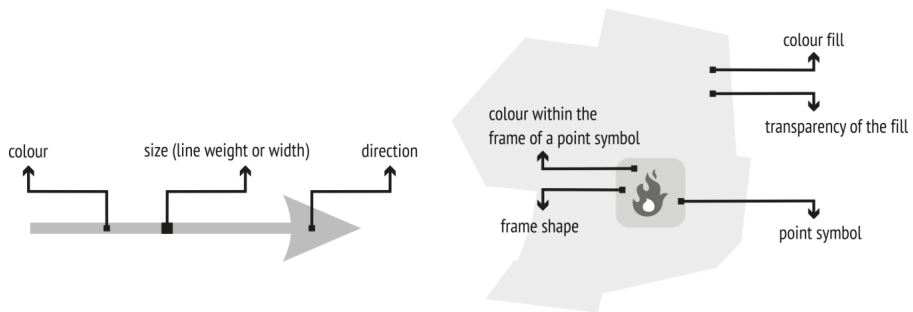 colour
size (line weight or width)
direction
colour fill
transparency of the fill
colour within the
frame of a point symbol
frame shape
point symbol